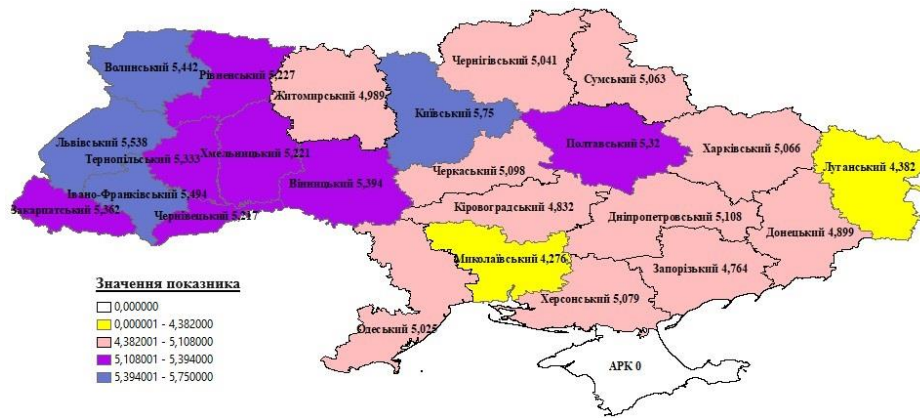 Волинський 5,442
Рівненський 5,227
Житомирський 4,989
Чернігівський 5,041
Сумський 5,063
Київський 5,75
Львівський 5,538
Тернопільський 5,333
Хмельницький 5,221
Полтавський 5,32
Харківський 5,066
Луганський 4,382
Івано-Франківський 5,494
Вінницький 5,394
Черкаський 5,098
Закарпатський 5,362
Чернівецький 5,217
Кіровоградський 4,832
Дніпропетровський 5,108
Донецький 4,899
Миколаївський 4,276
Запорізький 4,764
Херсонський 5,079
Одеський 5,025
АРК 0
Значення показника
0,000000
0,000001 - 4,382000
4,382001 - 5,108000
5,108001 - 5,394000
5,394001 - 5,750000